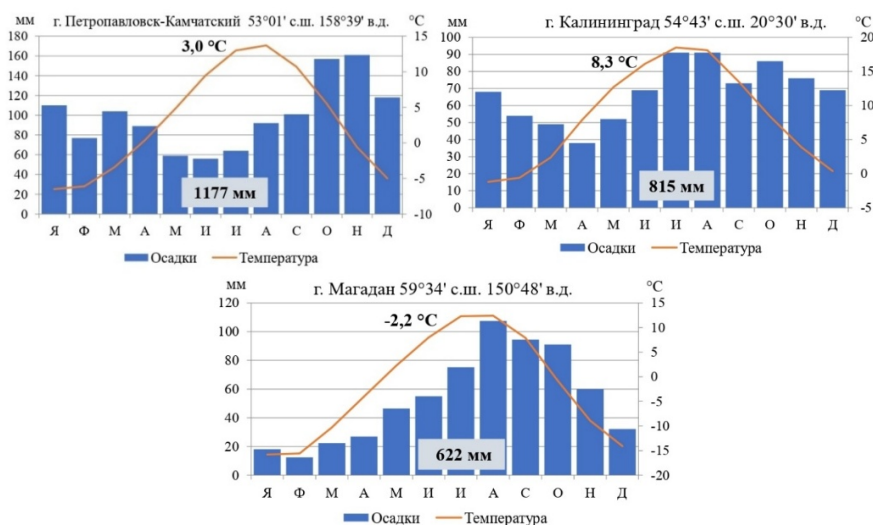 г. Петропавловск-Камчатский 53°01' с.ш. 158°39' в.д.
мм °C
3,0 °C
180 160 140 120 100 80 60 40 20 0
15 10 5 0 -5 -10
1177 мм
Я Ф М А М И И А С О Н Д
Осадки Температура
г. Калининград 54°43' с.ш. 20°30' в.д.
мм °C
8,3 °C
100 90 80 70 60 50 40 30 20 10 0
20 15 10 5 0 -5
815 мм
Я Ф М А М И И А С О Н Д
Осадки Температура
г. Магадан 59°34' с.ш. 150°48' в.д.
мм °C
-2,2 °C
120 100 80 60 40 20 0
15 10 5 0 -5 -10 -15 -20
622 мм
Я Ф М А М И И А С О Н Д
Осадки Температура